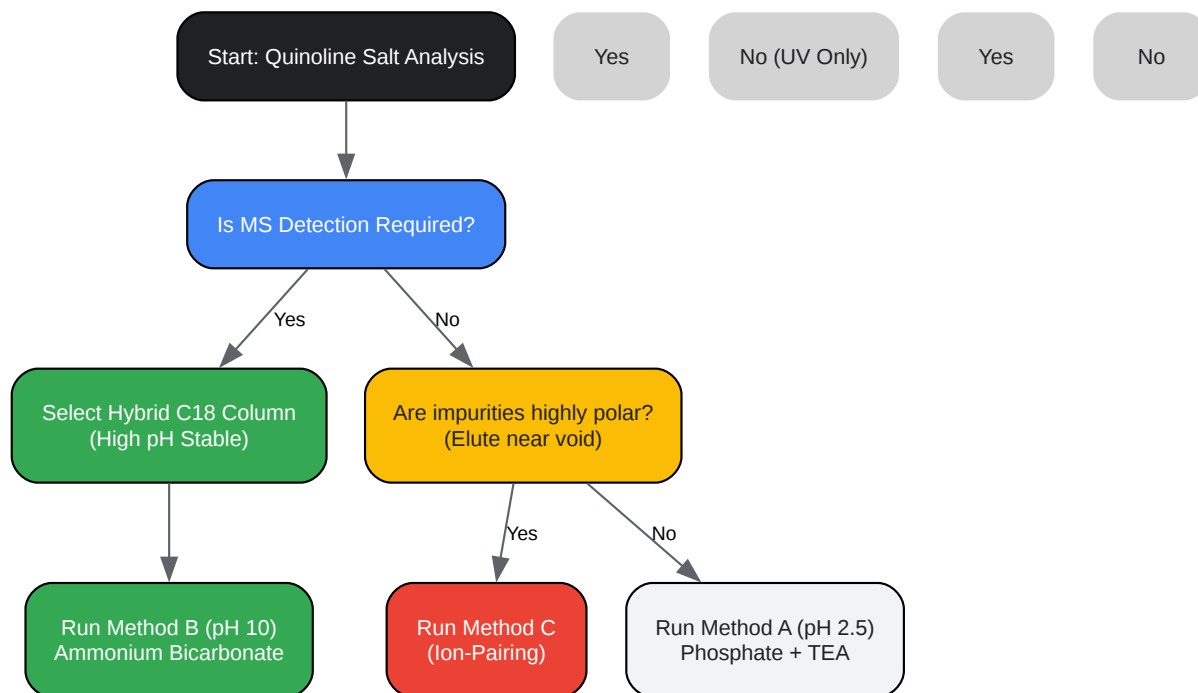 Start: Quinoline Salt Analysis
Yes
No (UV Only)
Yes
No
Is MS Detection Required?
Yes
No
Select Hybrid C18 Column
(High pH Stable)
Are impurities highly polar?
(Elute near void)
Yes
No
Run Method B (pH 10)
Ammonium Bicarbonate
Run Method C
(Ion-Pairing)
Run Method A (pH 2.5)
Phosphate + TEA